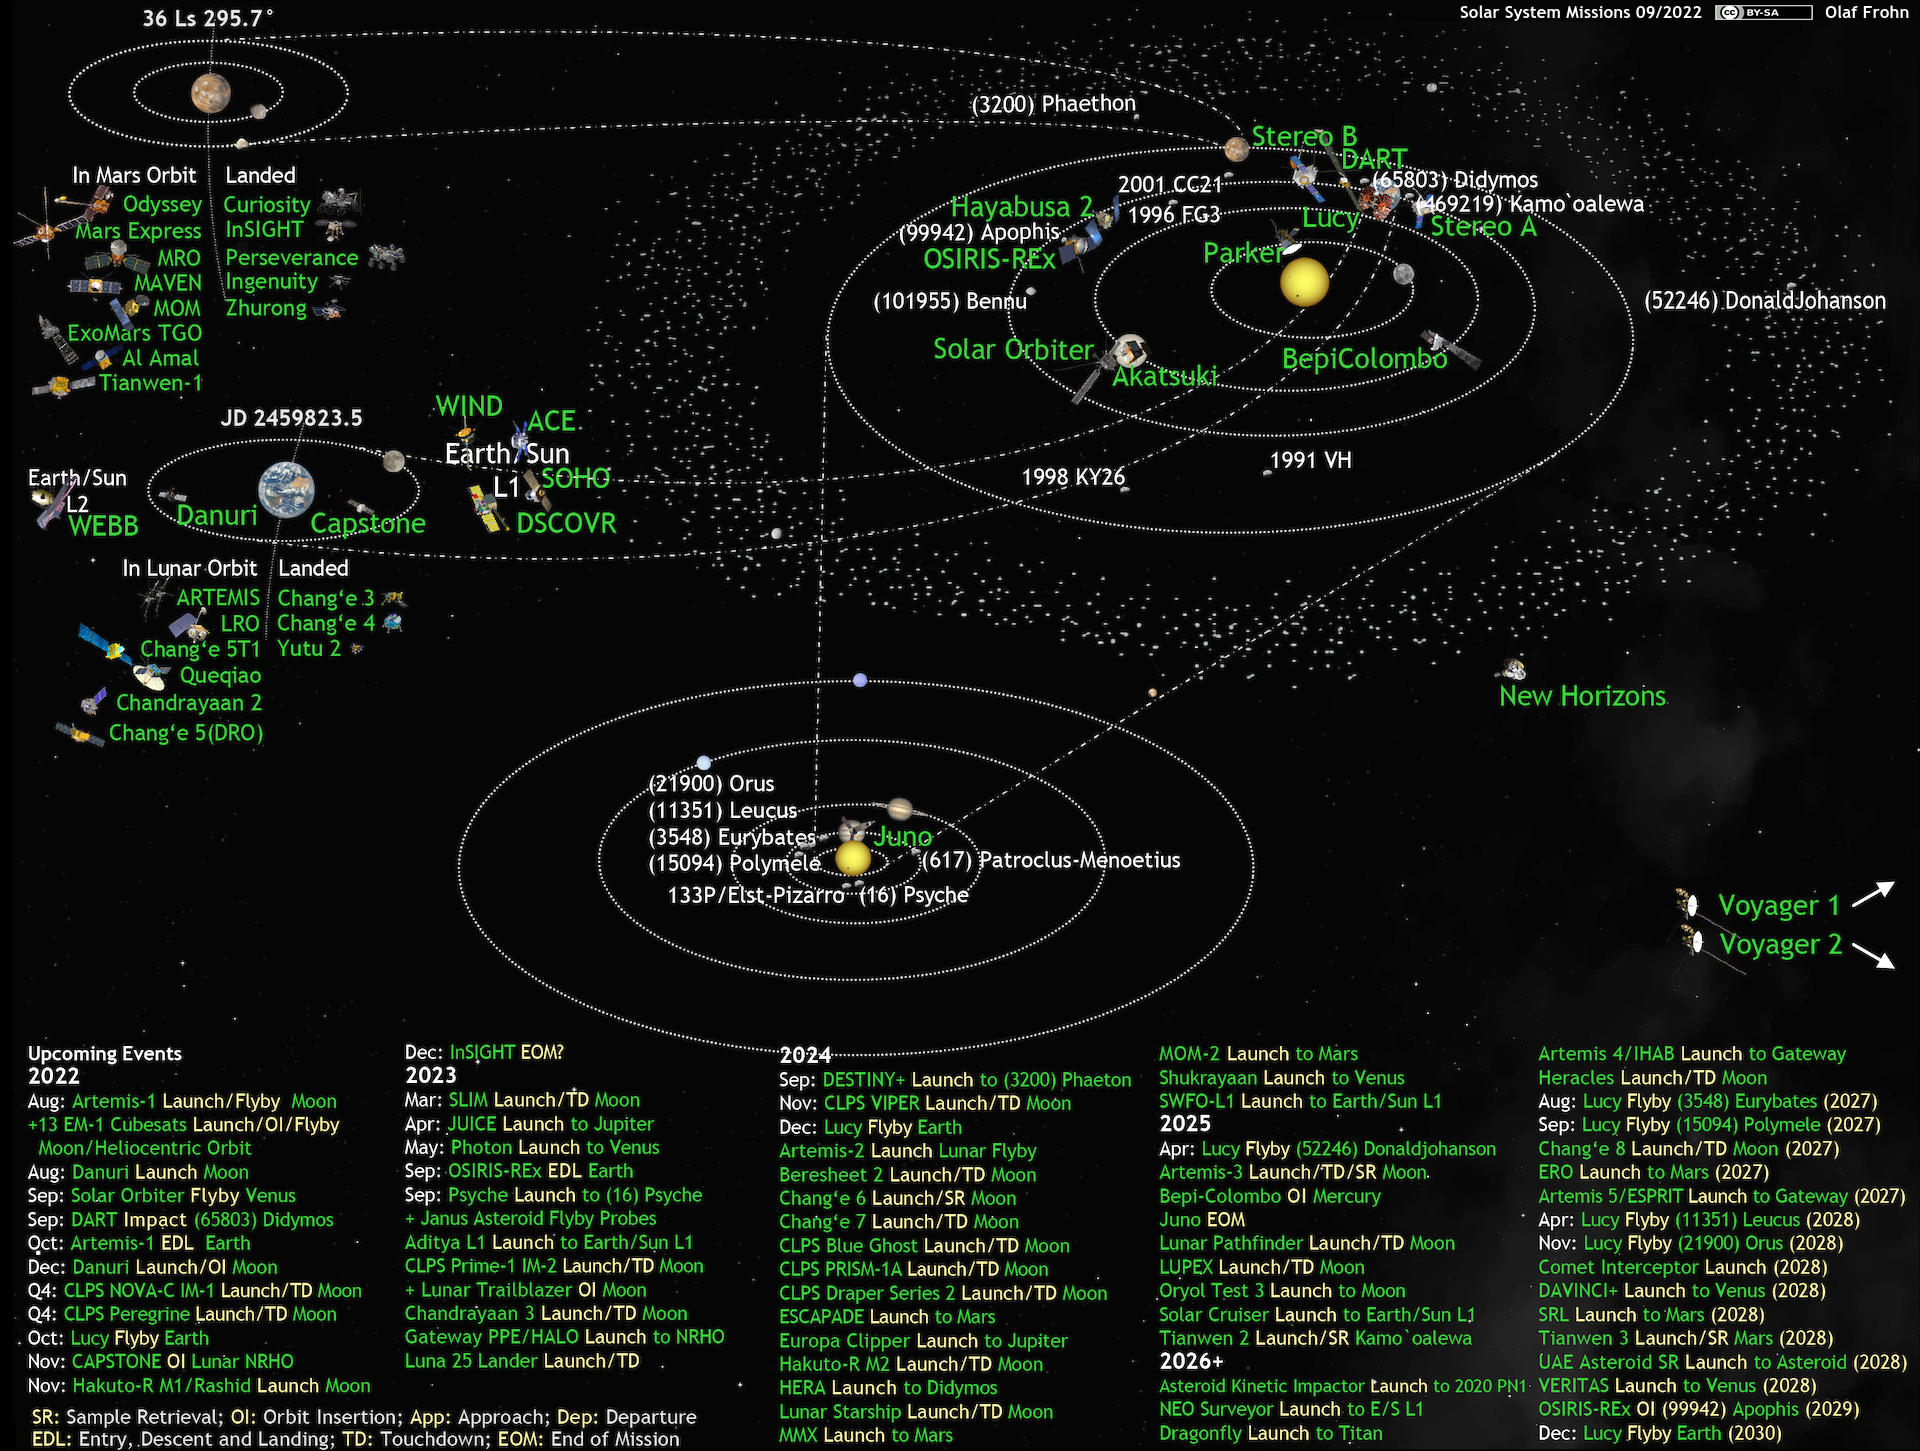 36 Ls 295.7°
Solar System Missions 09/2022 cc BY-SA Olaf Frohn
(3200) Phaethon
Stereo B
DART
(65803) Didymos
2001 CC21
(469219) Kamo`oalewa
Hayabusa 2
1996 FG3
Lucy
Stereo A
(99942) Apophis
OSIRIS-REx
Parker
(101955) Bennu
(52246) DonaldJohanson
Solar Orbiter
Akatsuki
BepiColombo
1998 KY26
1991 VH
In Mars Orbit
Odyssey
Mars Express
MRO
MAVEN
MOM
ExoMars TGO
Al Amal
Tianwen-1
Landed
Curiosity
InSIGHT
Perseverance
Ingenuity
Zhurong
JD 2459823.5
WIND
ACE
Earth/Sun
L1
SOHO
DSCOVR
Earth/Sun
L2
WEBB
Danuri
Capstone
In Lunar Orbit
ARTEMIS
LRO
Chang‘e 5T1
Queqiao
Chandrayaan 2
Chang‘e 5(DRO)
Landed
Chang‘e 3
Chang‘e 4
Yutu 2
New Horizons
(21900) Orus
(11351) Leucus
(3548) Eurybates
(15094) Polymele
Juno
(617) Patroclus-Menoetius
133P/Elst-Pizarro
(16) Psyche
Voyager 1
Voyager 2
Upcoming Events
2022
Aug: Artemis-1 Launch/Flyby Moon
+13 EM-1 Cubesats Launch/OI/Flyby
Moon/Heliocentric Orbit
Aug: Danuri Launch Moon
Sep: Solar Orbiter Flyby Venus
Sep: DART Impact (65803) Didymos
Oct: Artemis-1 EDL Earth
Dec: Danuri Launch/OI Moon
Q4: CLPS NOVA-C IM-1 Launch/TD Moon
Q4: CLPS Peregrine Launch/TD Moon
Oct: Lucy Flyby Earth
Nov: CAPSTONE OI Lunar NRHO
Nov: Hakuto-R M1/Rashid Launch Moon
Dec: InSIGHT EOM?
2023
Mar: SLIM Launch/TD Moon
Apr: JUICE Launch to Jupiter
May: Photon Launch to Venus
Sep: OSIRIS-REx EDL Earth
Sep: Psyche Launch to (16) Psyche
+ Janus Asteroid Flyby Probes
Aditya L1 Launch to Earth/Sun L1
CLPS Prime-1 IM-2 Launch/TD Moon
+ Lunar Trailblazer OI Moon
Chandrayaan 3 Launch/TD Moon
Gateway PPE/HALO Launch to NRHO
Luna 25 Lander Launch/TD
2024
Sep: DESTINY+ Launch to (3200) Phaeton
Nov: CLPS VIPER Launch/TD Moon
Dec: Lucy Flyby Earth
Artemis-2 Launch Lunar Flyby
Beresheet 2 Launch/TD Moon
Chang‘e 6 Launch/SR Moon
Chang‘e 7 Launch/TD Moon
CLPS Blue Ghost Launch/TD Moon
CLPS PRISM-1A Launch/TD Moon
CLPS Draper Series 2 Launch/TD Moon
ESCAPADE Launch to Mars
Europa Clipper Launch to Jupiter
Hakuto-R M2 Launch/TD Moon
HERA Launch to Didymos
Lunar Starship Launch/TD Moon
MMX Launch to Mars
MOM-2 Launch to Mars
Shukrayaan Launch to Venus
SWFO-L1 Launch to Earth/Sun L1
2025
Apr: Lucy Flyby (52246) Donaldjohanson
Artemis-3 Launch/TD/SR Moon
Bepi-Colombo OI Mercury
Juno EOM
Lunar Pathfinder Launch/TD Moon
LUPEX Launch/TD Moon
Oryol Test 3 Launch to Moon
Solar Cruiser Launch to Earth/Sun L1
Tianwen 2 Launch/SR Kamo`oalewa
2026+
Asteroid Kinetic Impactor Launch to 2020 PN1
NEO Surveyor Launch to E/S L1
Dragonfly Launch to Titan
Artemis 4/IHAB Launch to Gateway
Heracles Launch/TD Moon
Aug: Lucy Flyby (3548) Eurybates (2027)
Sep: Lucy Flyby (15094) Polymele (2027)
Chang‘e 8 Launch/TD Moon (2027)
ERO Launch to Mars (2027)
Artemis 5/ESPRIT Launch to Gateway (2027)
Apr: Lucy Flyby (11351) Leucus (2028)
Nov: Lucy Flyby (21900) Orus (2028)
Comet Interceptor Launch (2028)
DAVINCI+ Launch to Venus (2028)
SRL Launch to Mars (2028)
Tianwen 3 Launch/SR Mars (2028)
UAE Asteroid SR Launch to Asteroid (2028)
VERITAS Launch to Venus (2028)
OSIRIS-REx OI (99942) Apophis (2029)
Dec: Lucy Flyby Earth (2030)
SR: Sample Retrieval; OI: Orbit Insertion; App: Approach; Dep: Departure
EDL: Entry, Descent and Landing; TD: Touchdown; EOM: End of Mission